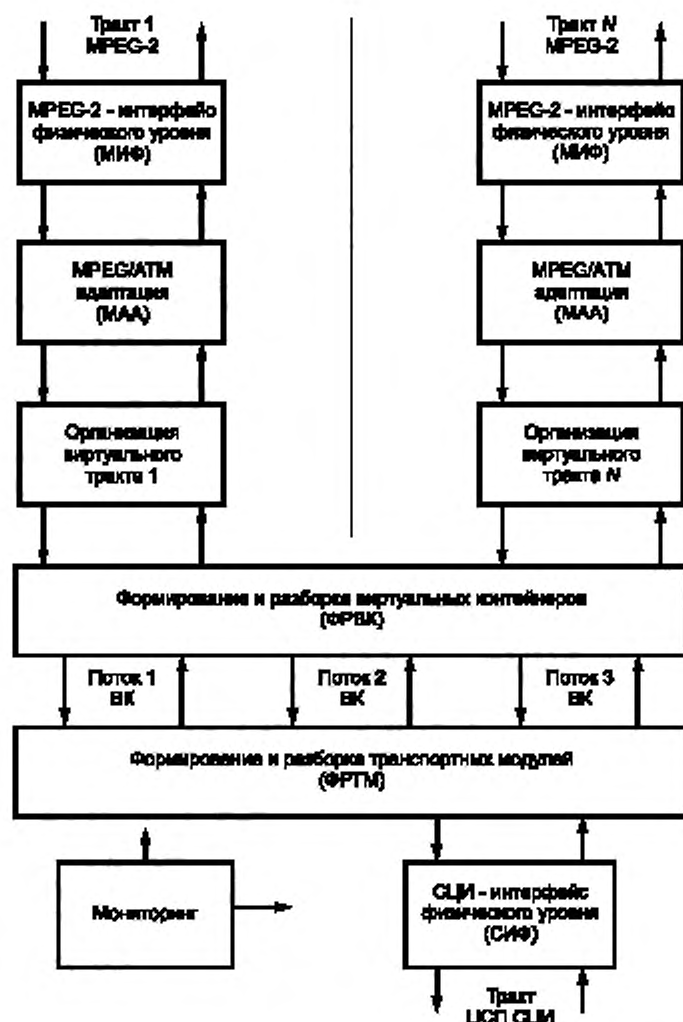 Тракт 1
MPEG-2
Тракт N
MPEG-2
MPEG-2 - интерфейс
физического уровня
(МИФ)
MPEG-2 - интерфейс
физического уровня
(МИФ)
MPEG/ATM
адаптация
(МАА)
MPEG/ATM
адаптация
(МАА)
Организация
виртуального
тракта 1
Организация
виртуального
тракта N
Формирование и разборка виртуальных контейнеров
(ФРВК)
Поток 1
ВК
Поток 2
ВК
Поток 3
ВК
Формирование и разборка транспортных модулей
(ФРТМ)
Мониторинг
СЦИ - интерфейс
физического уровня
(СИФ)
Тракт
ЦСП СЦИ